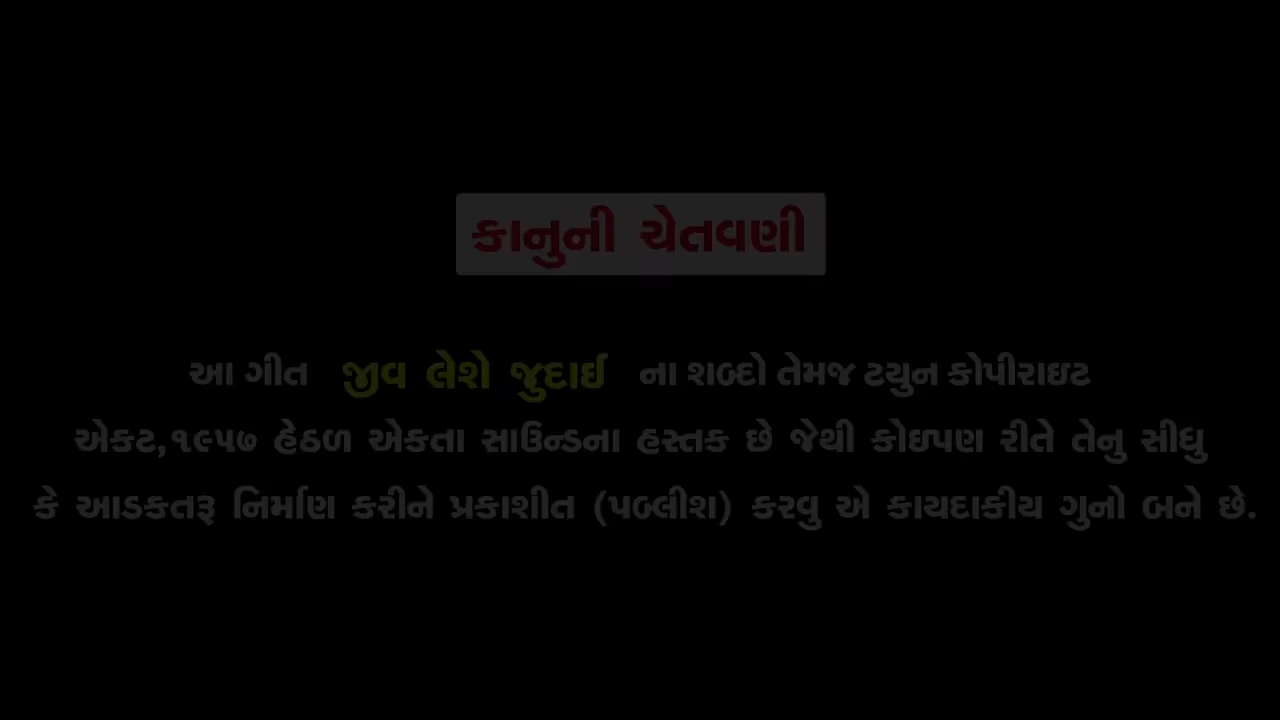 કાનુની ચેતવણી
આ ગીત જીવ લેશે જુદાઈ ના શબ્દો તેમજ ટયુન કોપીરાઇટ
એકટ,૧૯૫૭ હેઠળ એકતા સાઉન્ડના હસ્તક છે જેથી કોઇપણ રીતે તેનુ સીધુ
કે આડકતરૂ નિર્માણ કરીને પ્રકાશીત (પબ્લીશ) કરવુ એ કાયદાકીય ગુનો બને છે.